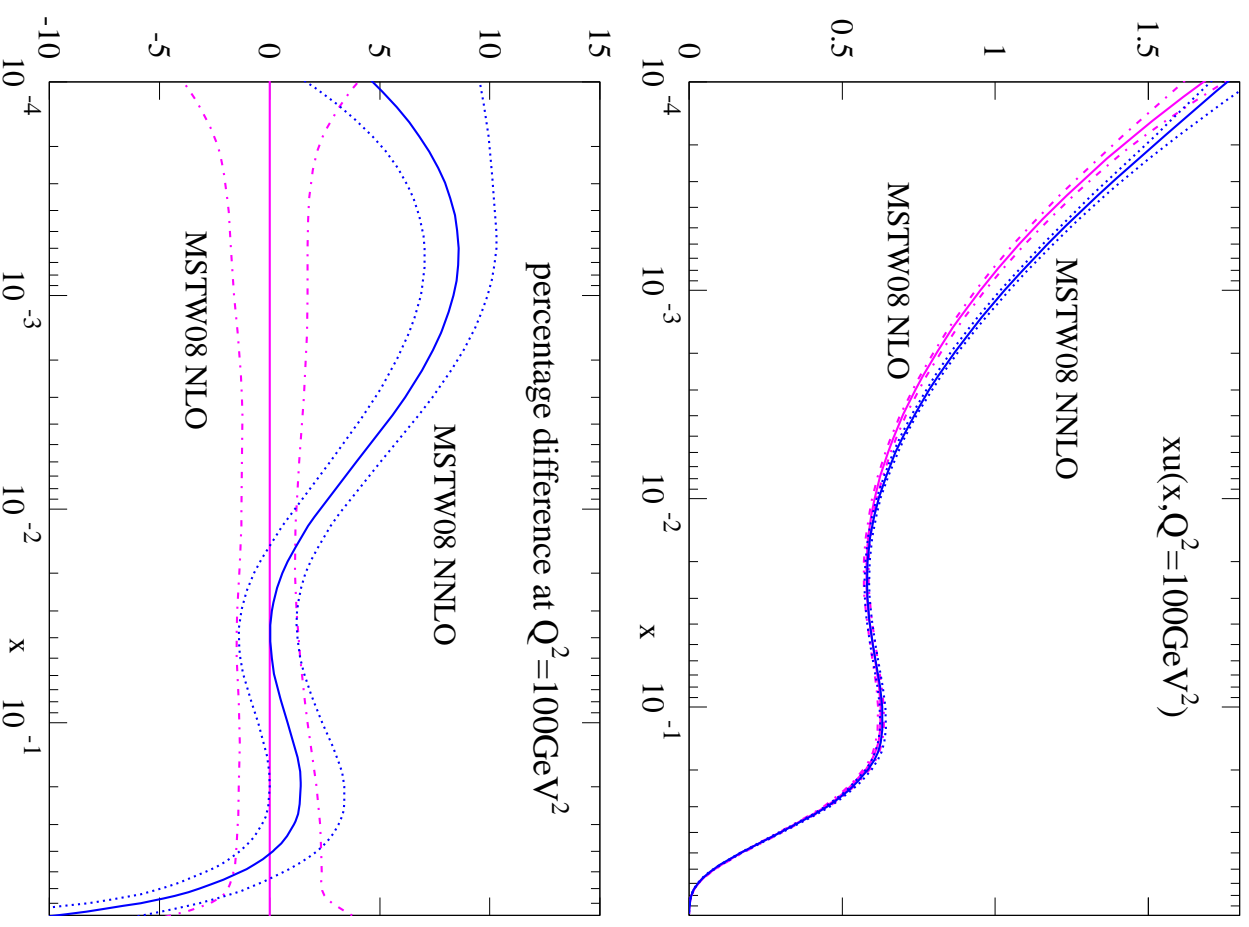 xu(x,Q²=100GeV²)
MSTW08 NNLO
MSTW08 NLO
1.5
1
0.5
0
10⁻⁴
10⁻³
10⁻²
x
10⁻¹
percentage difference at Q²=100GeV²
MSTW08 NNLO
MSTW08 NLO
15
10
5
0
-5
-10
10⁻⁴
10⁻³
10⁻²
x
10⁻¹